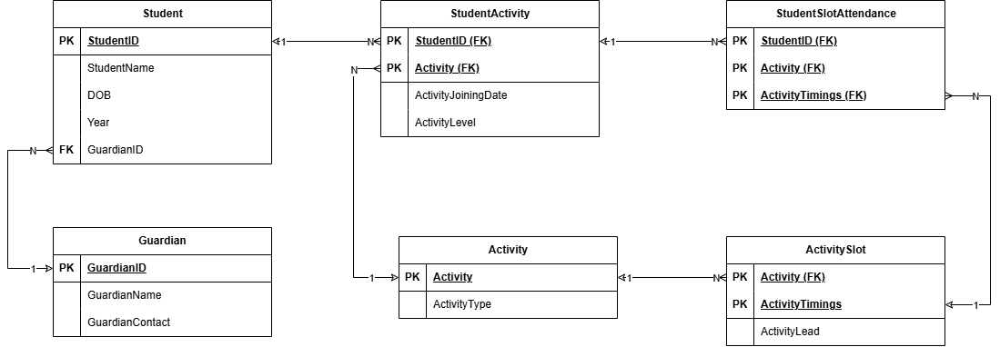 Student
PK StudentID
StudentName
DOB
Year
FK GuardianID
StudentActivity
PK StudentID (FK)
PK Activity (FK)
ActivityJoiningDate
ActivityLevel
StudentSlotAttendance
PK StudentID (FK)
PK Activity (FK)
PK ActivityTimings (FK)
1 N
1 N
N
N
N
1
1
1
Guardian
PK GuardianID
GuardianName
GuardianContact
Activity
PK Activity
ActivityType
1 N
ActivitySlot
PK Activity (FK)
PK ActivityTimings
ActivityLead